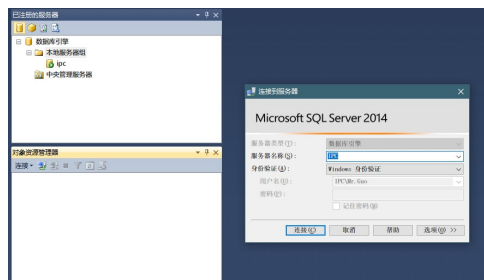 已注册的服务器
数据库引擎
本地服务器组
ipc
中央管理服务器
对象资源管理器
连接
连接到服务器
Microsoft SQL Server 2014
服务器类型(T):
数据库引擎
服务器名称(S):
IPC
身份验证(A):
Windows 身份验证
用户名(U):
IPC\Mr.Guo
密码(P):
记住密码(M)
连接(C)
取消
帮助
选项(O) >>